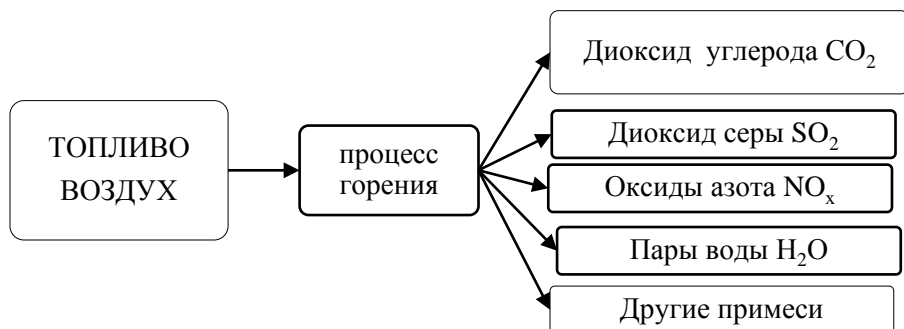 ТОПЛИВО
ВОЗДУХ
процесс
горения
Диоксид углерода CO₂
Диоксид серы SO₂
Оксиды азота NOₓ
Пары воды H₂O
Другие примеси